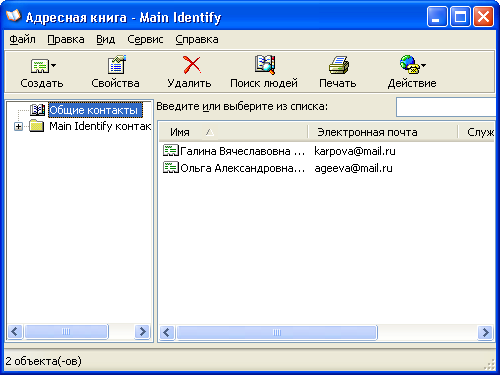 Адресная книга - Main Identify
Файл Правка Вид Сервис Справка
Создать Свойства Удалить Поиск людей Печать Действие
Введите или выберите из списка:
Общие контакты
Main Identify контак
Имя Электронная почта Служ
Галина Вячеславовна ... karpova@mail.ru
Ольга Александровна... ageeva@mail.ru
2 объекта(-ов)